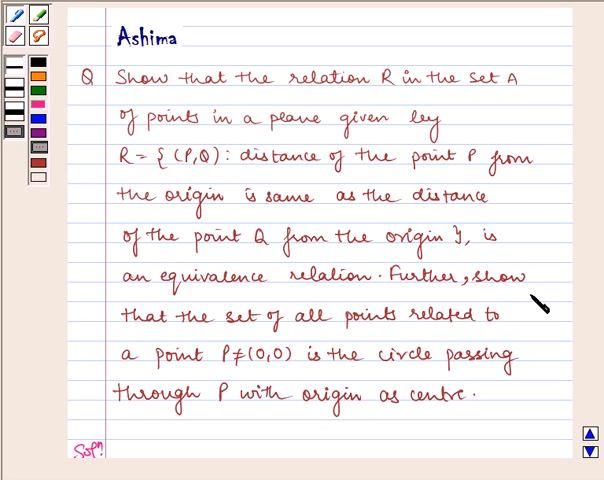 Ashima
Q Show that the relation R in the set A
of points in a plane given by
R = { (P,Q) : distance of the point P from
the origin is same as the distance
of the point Q from the origin }, is
an equivalence relation. Further, show
that the set of all points related to
a point P≠(0,0) is the circle passing
through P with origin as centre.
Solⁿ